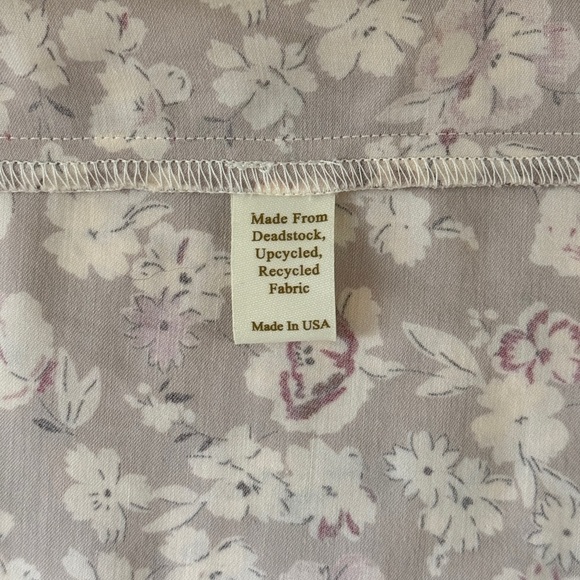 Made From
Deadstock,
Upcycled,
Recycled
Fabric
Made In USA